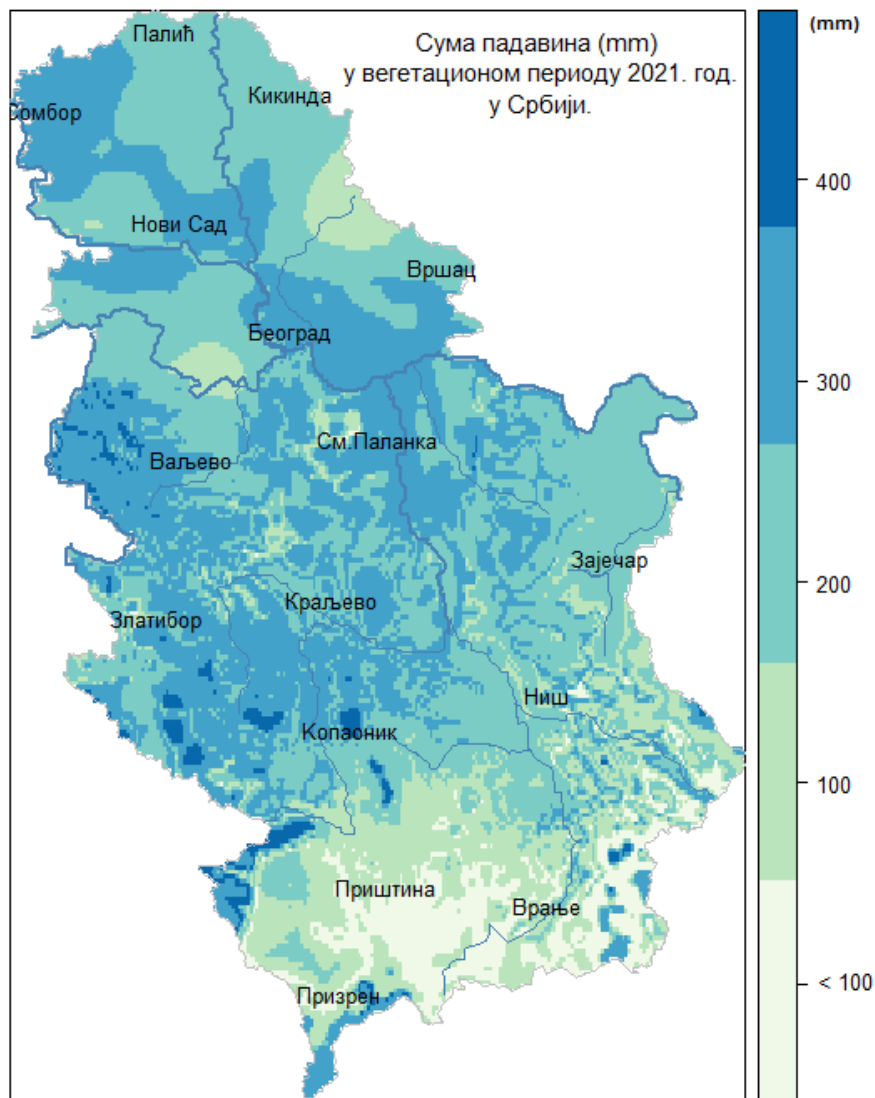 Сума падавина (mm)
у вегетационом периоду 2021. год.
у Србији.
(mm)
400
300
200
100
< 100
Палић
Кикинда
Сомбор
Нови Сад
Вршац
Београд
См.Паланка
Ваљево
Зајечар
Краљево
Златибор
Ниш
Копаоник
Приштина
Врање
Призрен